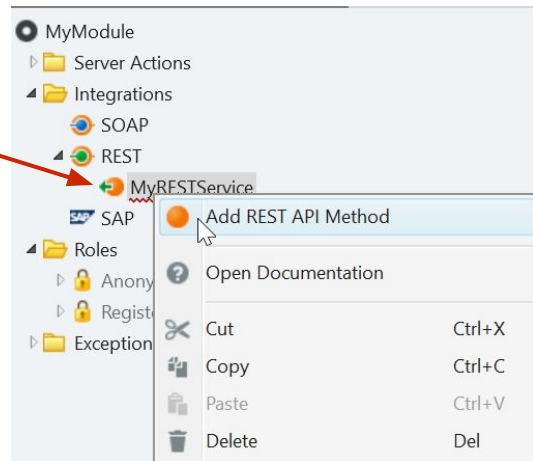 MyModule
Server Actions
Integrations
SOAP
REST
MyRESTService
SAP
Add REST API Method
Roles
Anony
Open Documentation
Regist
Cut Ctrl+X
Exception
Copy Ctrl+C
Paste Ctrl+V
Delete Del